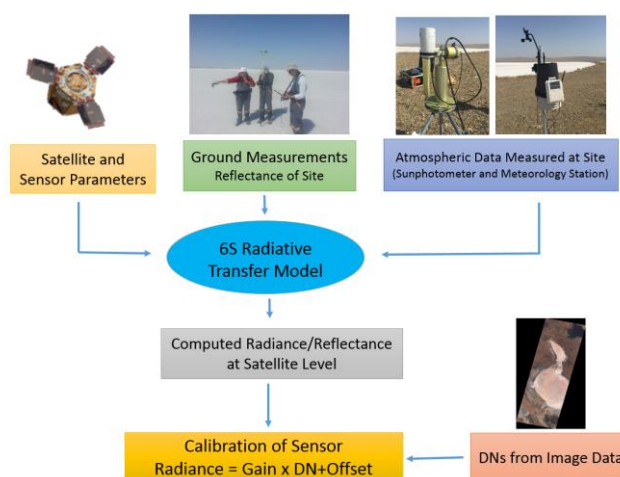 Satellite and
Sensor Parameters
Ground Measurements
Reflectance of Site
Atmospheric Data Measured at Site
(Sunphotometer and Meteorology Station)
6S Radiative
Transfer Model
Computed Radiance/Reflectance
at Satellite Level
Calibration of Sensor
Radiance = Gain x DN+Offset
DNs from Image Data